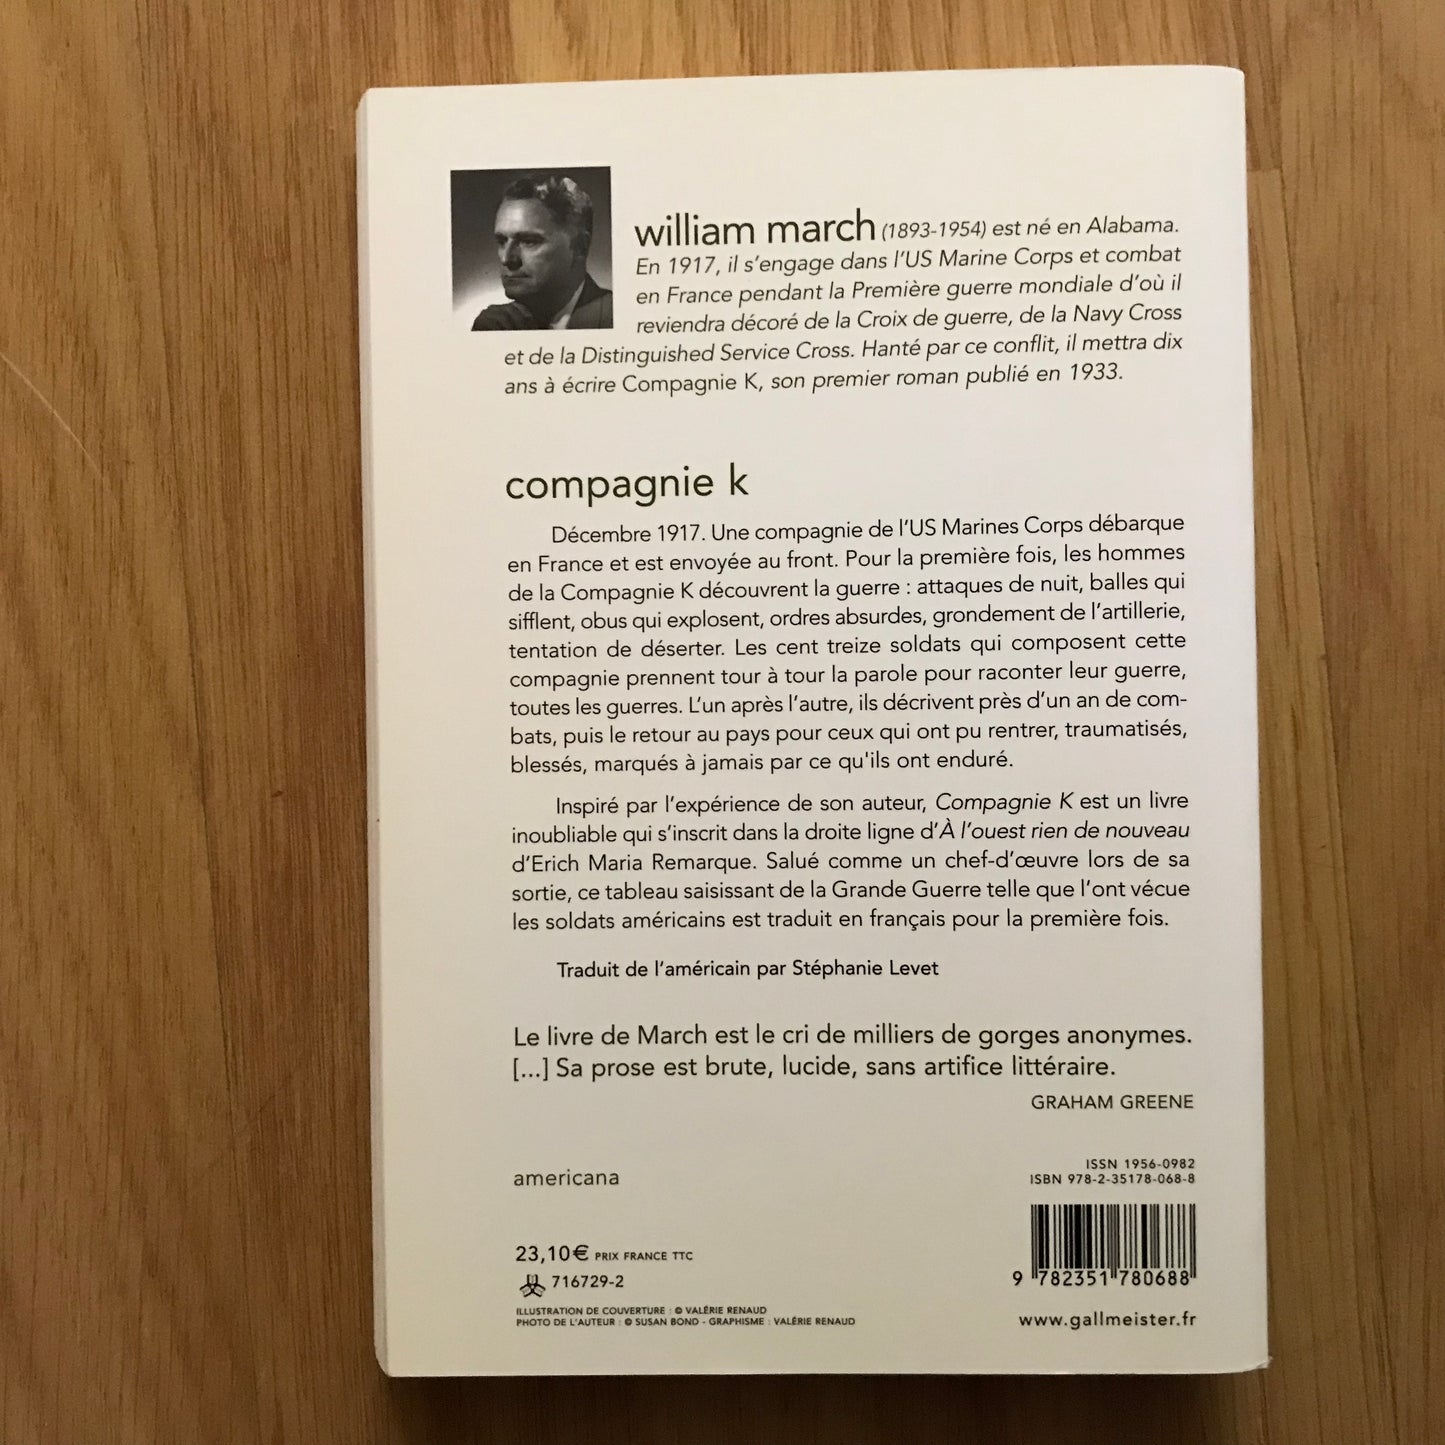 william march (1893-1954) est né en Alabama.
En 1917, il s'engage dans l'US Marine Corps et combat
en France pendant la Première guerre mondiale d'où il
reviendra décoré de la Croix de guerre, de la Navy Cross
et de la Distinguished Service Cross. Hanté par ce conflit, il mettra dix
ans à écrire Compagnie K, son premier roman publié en 1933.
compagnie k
Décembre 1917. Une compagnie de l'US Marines Corps débarque
en France et est envoyée au front. Pour la première fois, les hommes
de la Compagnie K découvrent la guerre : attaques de nuit, balles qui
sifflent, obus qui explosent, ordres absurdes, grondement de l'artillerie,
tentation de déserter. Les cent treize soldats qui composent cette
compagnie prennent tour à tour la parole pour raconter leur guerre,
toutes les guerres. L'un après l'autre, ils décrivent près d'un an de com-
bats, puis le retour au pays pour ceux qui ont pu rentrer, traumatisés,
blessés, marqués à jamais par ce qu'ils ont enduré.
Inspiré par l'expérience de son auteur, Compagnie K est un livre
inoubliable qui s'inscrit dans la droite ligne d'À l'ouest rien de nouveau
d'Erich Maria Remarque. Salué comme un chef-d'œuvre lors de sa
sortie, ce tableau saisissant de la Grande Guerre telle que l'ont vécue
les soldats américains est traduit en français pour la première fois.
Traduit de l'américain par Stéphanie Levet
Le livre de March est le cri de milliers de gorges anonymes.
[...] Sa prose est brute, lucide, sans artifice littéraire.
GRAHAM GREENE
americana
ISSN 1956-0982
ISBN 978-2-35178-068-8
23,10€ PRIX FRANCE TTC
716729-2
9 782351 780688
ILLUSTRATION DE COUVERTURE : © VALÉRIE RENAUD
PHOTO DE L'AUTEUR : © SUSAN BOND - GRAPHISME : VALÉRIE RENAUD
www.gallmeister.fr